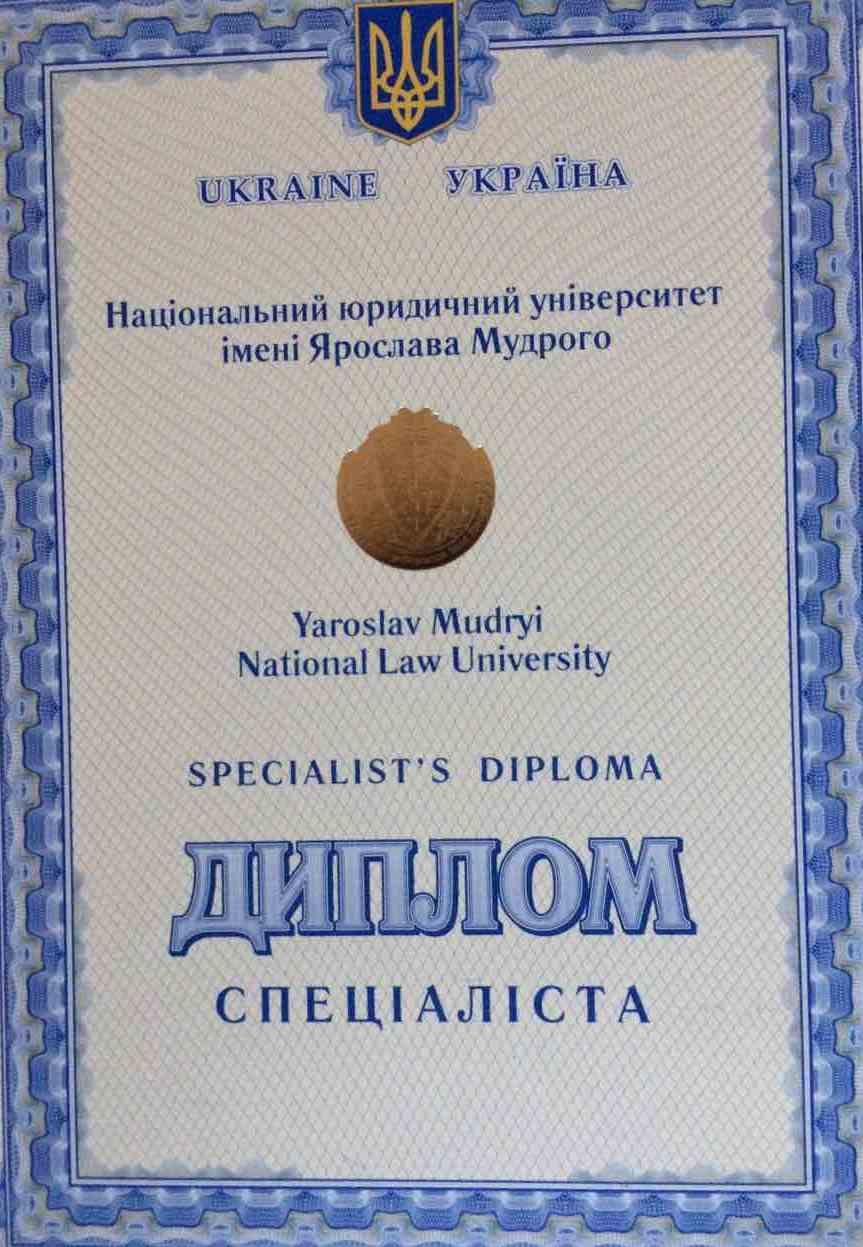 UKRAINE УКРАЇНА
Національний юридичний університет
імені Ярослава Мудрого
Yaroslav Mudryi
National Law University
SPECIALIST'S DIPLOMA
ДИПЛОМ
СПЕЦІАЛІСТА